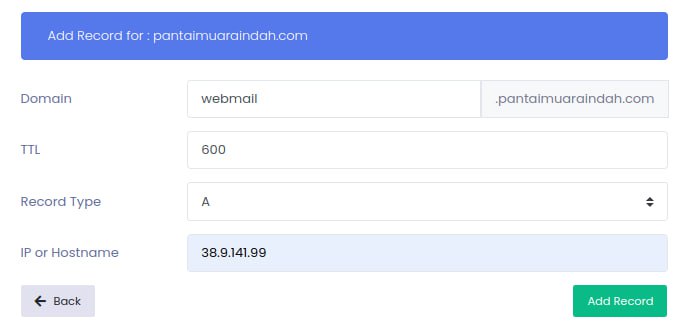 Add Record for : pantaimuaraindah.com
Domain webmail .pantaimuaraindah.com
TTL 600
Record Type A
IP or Hostname 38.9.141.99
Back Add Record